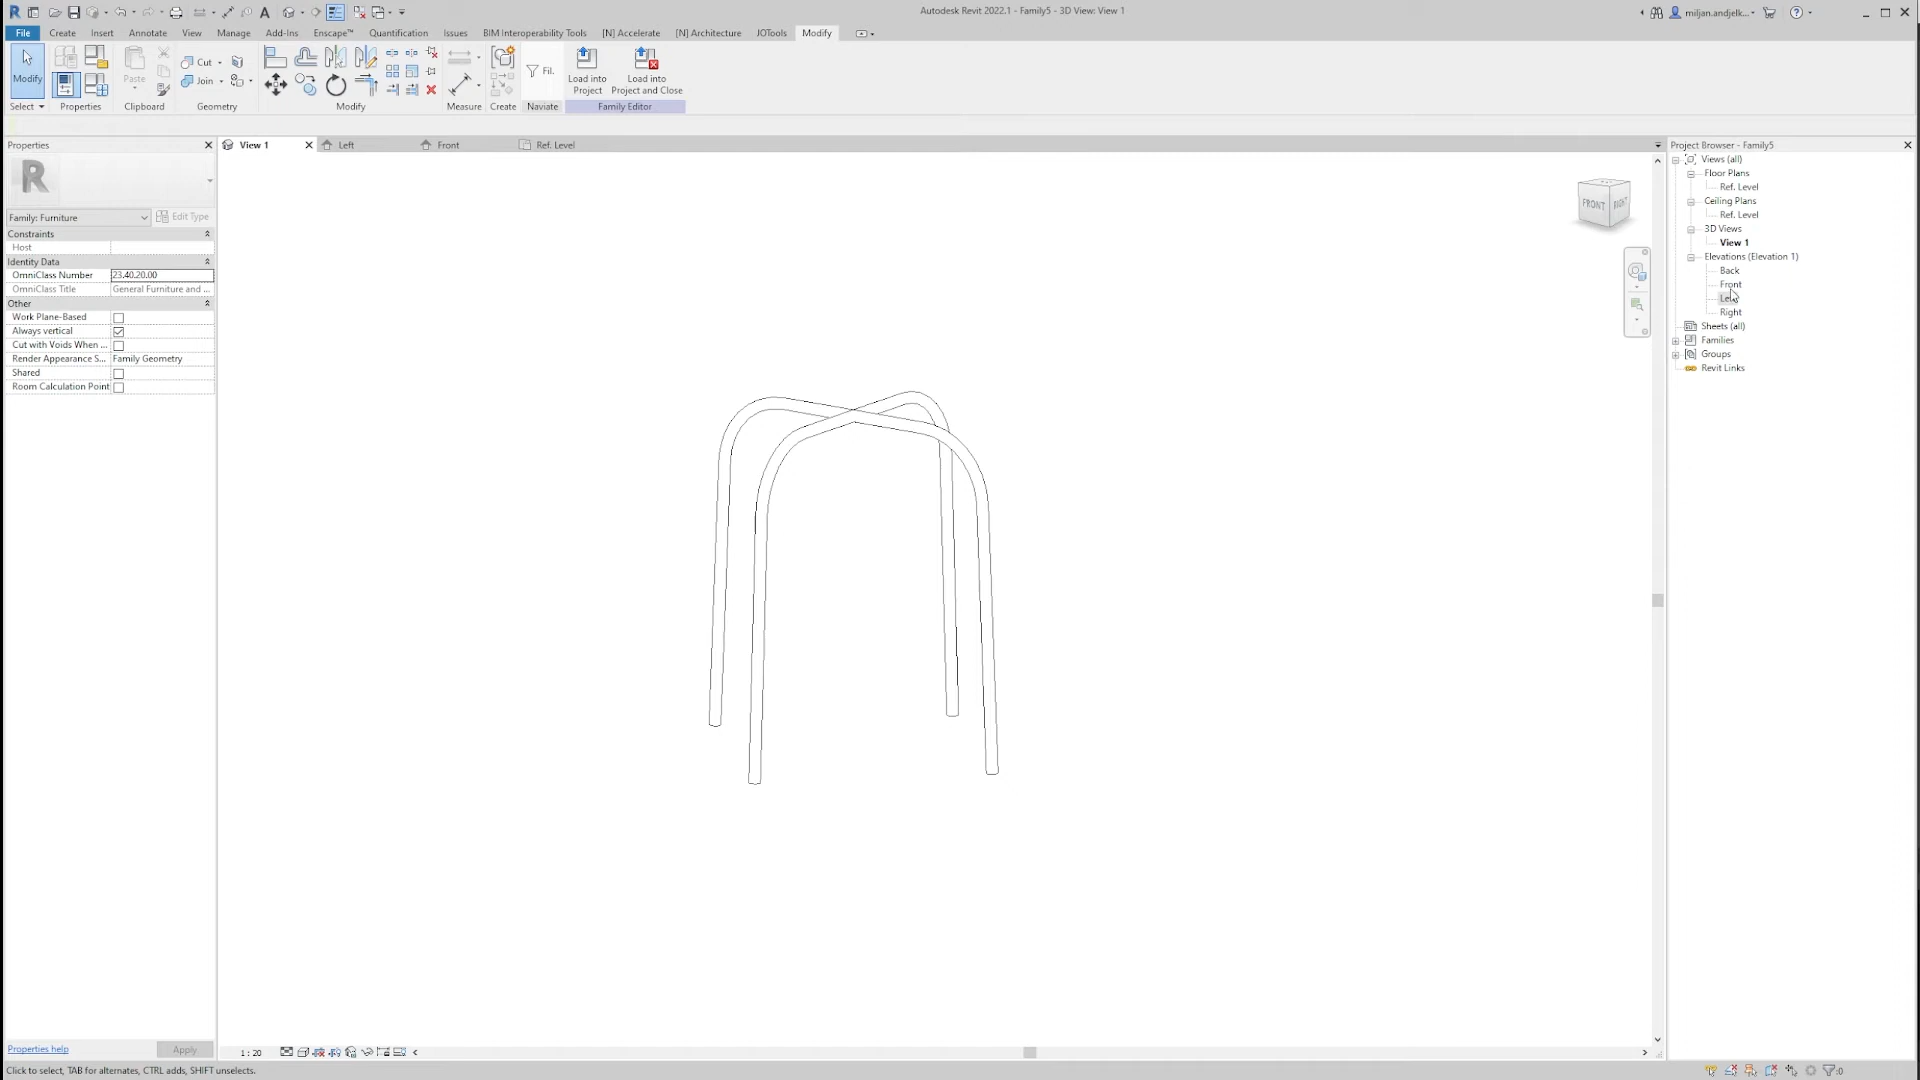 Autodesk Revit 2022.1 - Family5 - 3D View: View 1
miljan.andjelk...
File Create Insert Annotate View Manage Add-Ins Enscape™ Quantification Issues BIM Interoperability Tools [N] Accelerate [N] Architecture JOTools Modify
Modify
Paste
Cut
Join
Fil.
Load into Project
Load into Project and Close
Select Properties Clipboard Geometry Modify Measure Create Naviate Family Editor
Properties
View 1
Left
Front
Ref. Level
Project Browser - Family5
R
Family: Furniture
Edit Type
Constraints
Host
Identity Data
OmniClass Number 23.40.20.00
OmniClass Title General Furniture and ...
Other
Work Plane-Based
Always vertical
Cut with Voids When ...
Render Appearance S... Family Geometry
Shared
Room Calculation Point
FRONT
RIGHT
Views (all)
Floor Plans
Ref. Level
Ceiling Plans
Ref. Level
3D Views
View 1
Elevations (Elevation 1)
Back
Front
Right
Sheets (all)
Families
Groups
Revit Links
Properties help
Apply
1 : 20
Click to select, TAB for alternates, CTRL adds, SHIFT unselects.
:0